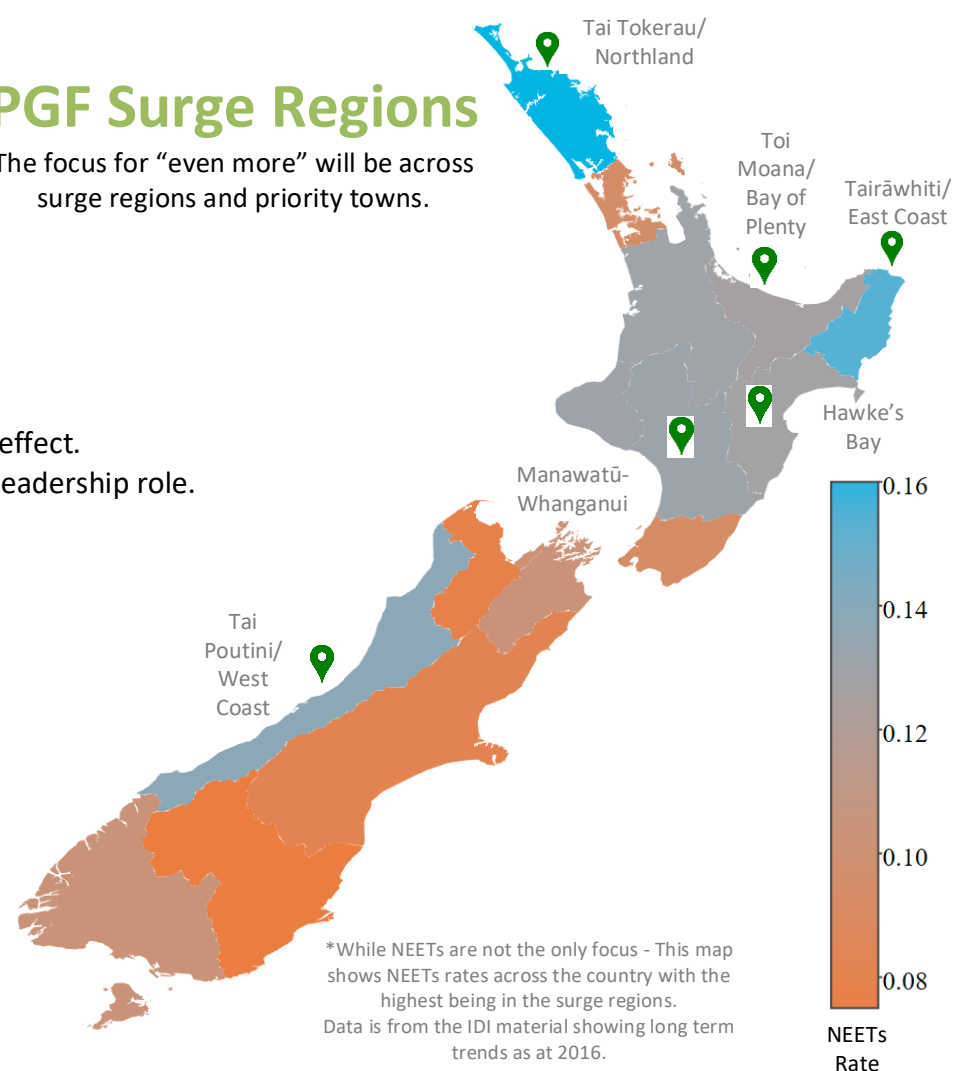 Tai Tokerau/
Northland
PGF Surge Regions
The focus for “even more” will be across
surge regions and priority towns.
Toi
Moana/
Bay of
Plenty
Tairāwhiti/
East Coast
Hawke’s
Bay
effect.
eadership role.
Manawatū-
Whanganui
Tai
Poutini/
West
Coast
0.16
0.14
0.12
0.10
0.08
NEETs
Rate
*While NEETs are not the only focus - This map
shows NEETs rates across the country with the
highest being in the surge regions.
Data is from the IDI material showing long term
trends as at 2016.